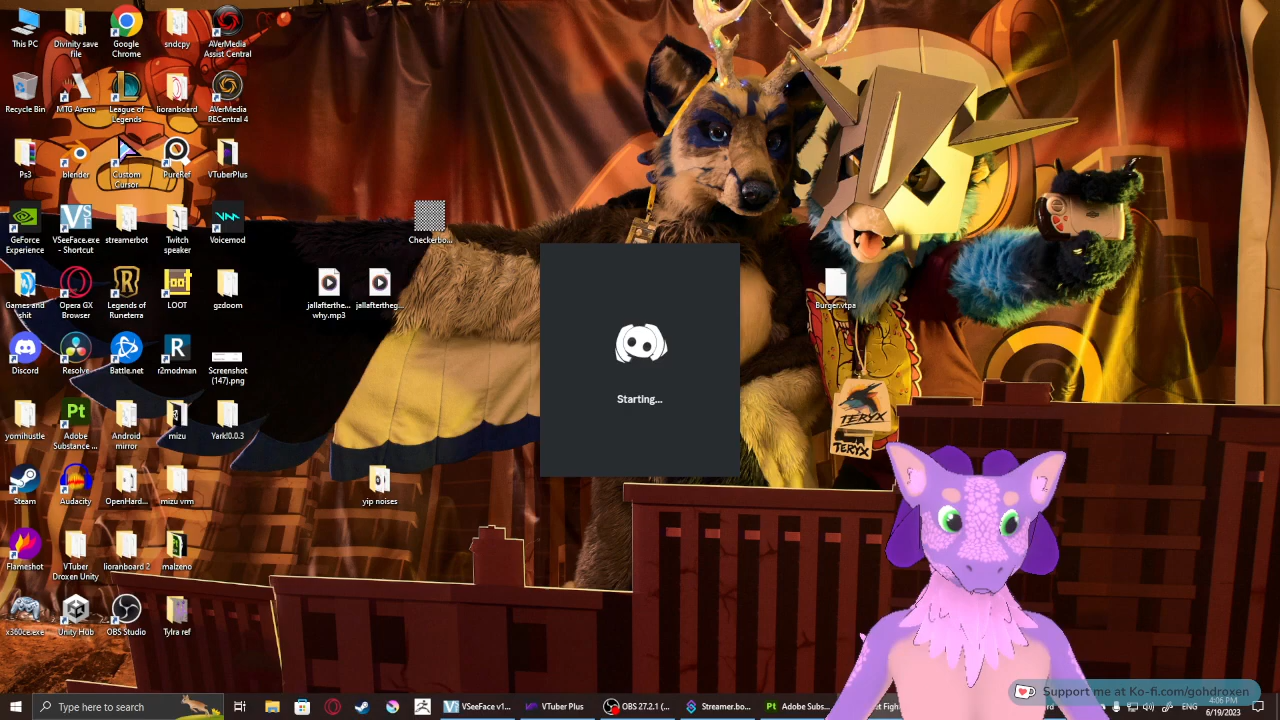 This PC
Divinity save
file
Google
Chrome
sndcpy
AVerMedia
Assist Central
Recycle Bin
MTG Arena
League of
Legends
lioranboard
AVerMedia
RECentral 4
Ps3
blender
Custom
Cursor
PureRef
VTuberPlus
GeForce
Experience
VSeeFace.exe
- Shortcut
streamerbot
Twitch
speaker
Voicemod
Checkerbo...
Games and
shit
Opera GX
Browser
Legends of
Runeterra
LOOT
gzdoom
jallafterthe...
why.mp3
jallaftertheg...
Burger.vtpa
Discord
Resolve
Battle.net
r2modman
Screenshot
(147).png
Starting...
yomihustle
Adobe
Substance ...
Android
mirror
mizu
Yark!0.0.3
TERYX
TERYX
Steam
Audacity
OpenHard...
mizu vrm
yip noises
Flameshot
VTuber
Droxen Unity
lioranboard 2
malzeno
x360ce.exe
Unity Hub
OBS Studio
Tylra ref
Support me at Ko-fi.com/gohdroxen
Type here to search
VSeeFace v1...
VTuber Plus
OBS 27.2.1 (...
Streamer.bo...
Adobe Subs...
ENG
4:06 PM
6/19/2023